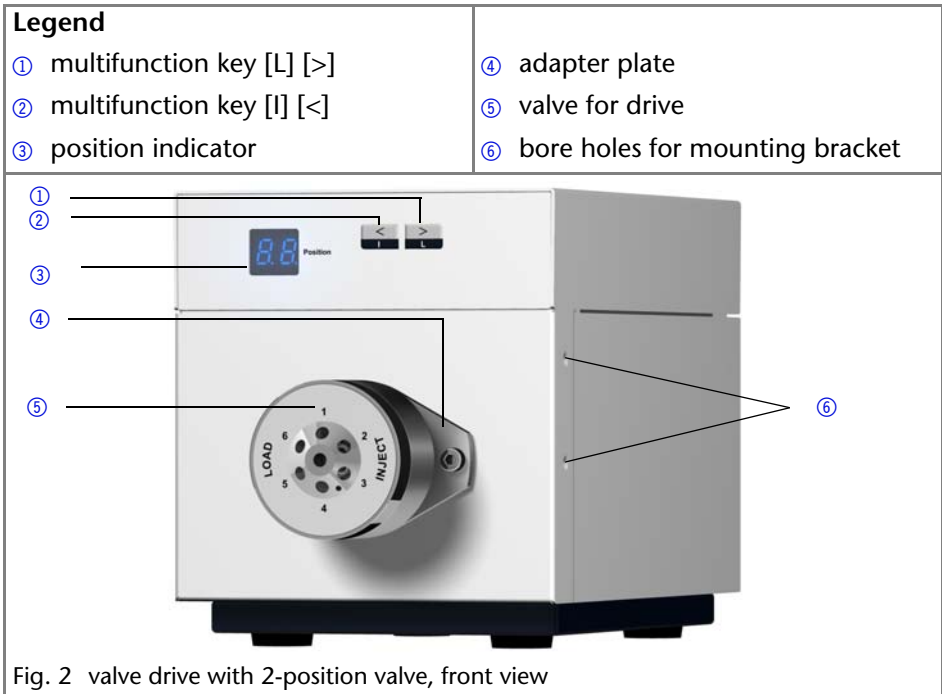 Legend
① multifunction key [L] [>]
② multifunction key [I] [<]
③ position indicator
④ adapter plate
⑤ valve for drive
⑥ bore holes for mounting bracket
①
②
③
④
⑤
⑥
8.8. Position
< >
I L
LOAD
INJECT
1
2
3
4
5
6
Fig. 2 valve drive with 2-position valve, front view